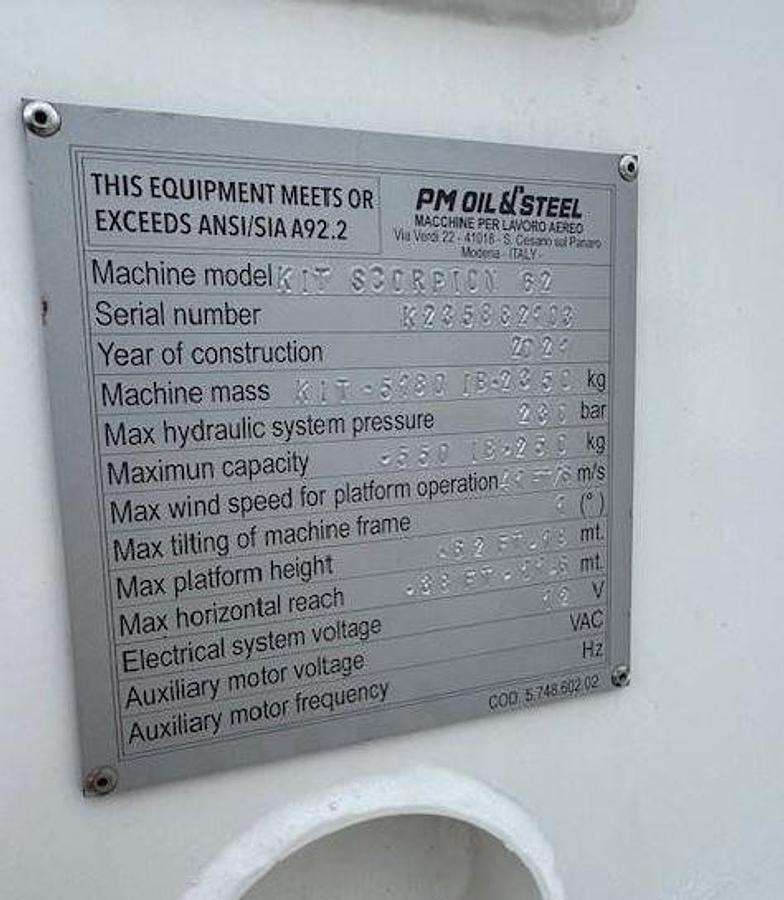 THIS EQUIPMENT MEETS OR
EXCEEDS ANSI/SIA A92.2
PM OIL & STEEL
MACCHINE PER LAVORO AEREO
Via Verdi 22 - 41018 - S. Cesario sul Panaro
Modena - ITALY -
Machine model KIT SCORPION 62
Serial number
Year of construction
Machine mass kg
Max hydraulic system pressure bar
Maximun capacity kg
Max wind speed for platform operation m/s
Max tilting of machine frame (°)
Max platform height mt.
Max horizontal reach mt.
Electrical system voltage 12 V
Auxiliary motor voltage VAC
Auxiliary motor frequency Hz
COD. 5.748.602.02